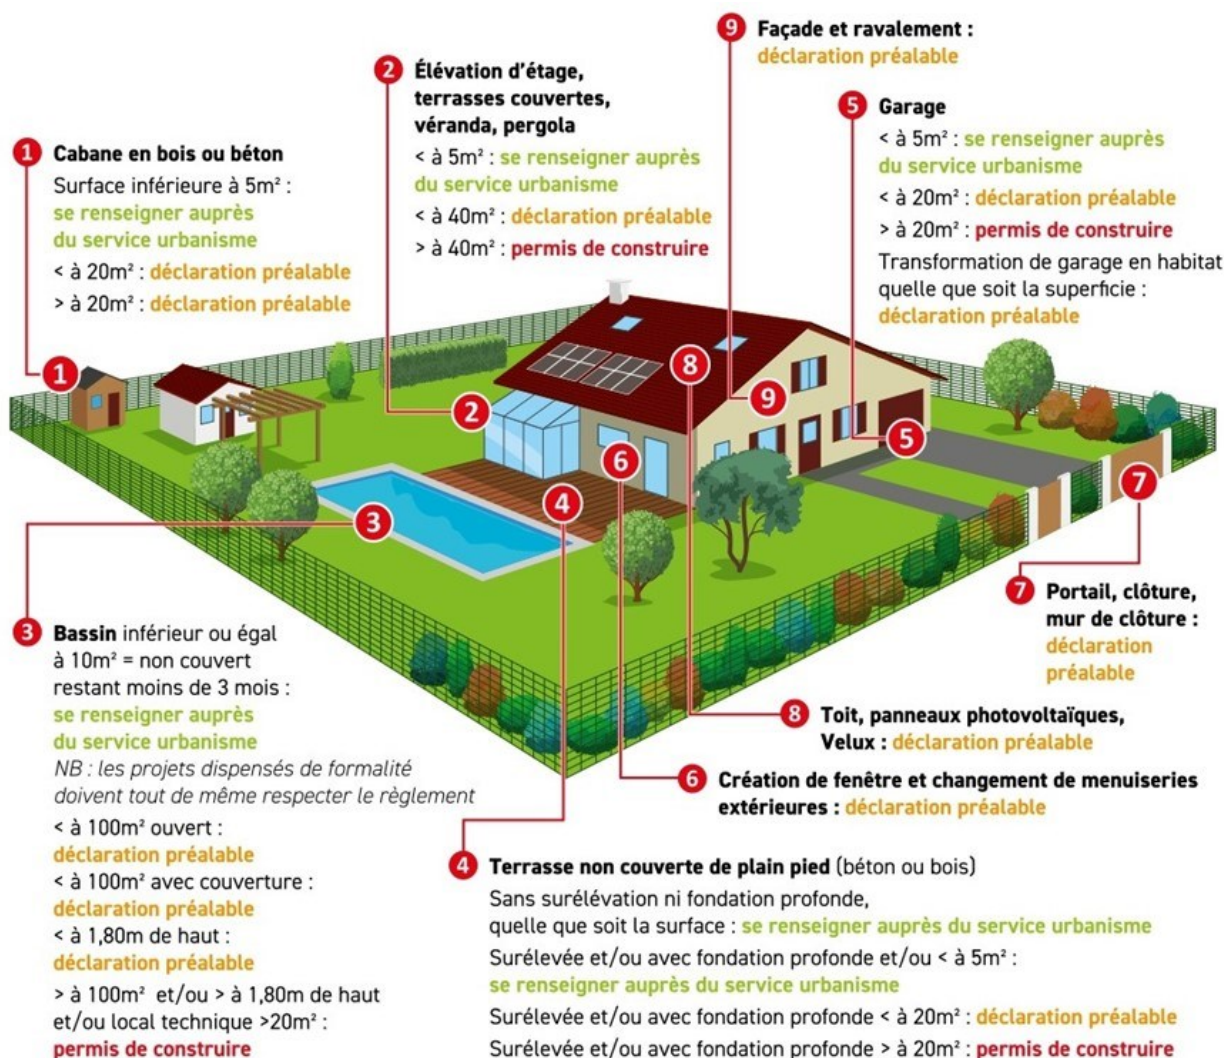 1 Cabane en bois ou béton
Surface inférieure à 5m² :
se renseigner auprès
du service urbanisme
< à 20m² : déclaration préalable
> à 20m² : déclaration préalable
2 Élévation d'étage,
terrasses couvertes,
véranda, pergola
< à 5m² : se renseigner auprès
du service urbanisme
< à 40m² : déclaration préalable
> à 40m² : permis de construire
9 Façade et ravalement :
déclaration préalable
5 Garage
< à 5m² : se renseigner auprès
du service urbanisme
< à 20m² : déclaration préalable
> à 20m² : permis de construire
Transformation de garage en habitat
quelle que soit la superficie :
déclaration préalable
1
2
8
9
5
6
4
3
7
3 Bassin inférieur ou égal
à 10m² = non couvert
restant moins de 3 mois :
se renseigner auprès
du service urbanisme
NB : les projets dispensés de formalité
doivent tout de même respecter le règlement
< à 100m² ouvert :
déclaration préalable
< à 100m² avec couverture :
déclaration préalable
< à 1,80m de haut :
déclaration préalable
> à 100m² et/ou > à 1,80m de haut
et/ou local technique >20m² :
permis de construire
7 Portail, clôture,
mur de clôture :
déclaration
préalable
8 Toit, panneaux photovoltaïques,
Velux : déclaration préalable
6 Création de fenêtre et changement de menuiseries
extérieures : déclaration préalable
4 Terrasse non couverte de plain pied (béton ou bois)
Sans surélévation ni fondation profonde,
quelle que soit la surface : se renseigner auprès du service urbanisme
Surélevée et/ou avec fondation profonde et/ou < à 5m² :
se renseigner auprès du service urbanisme
Surélevée et/ou avec fondation profonde < à 20m² : déclaration préalable
Surélevée et/ou avec fondation profonde > à 20m² : permis de construire